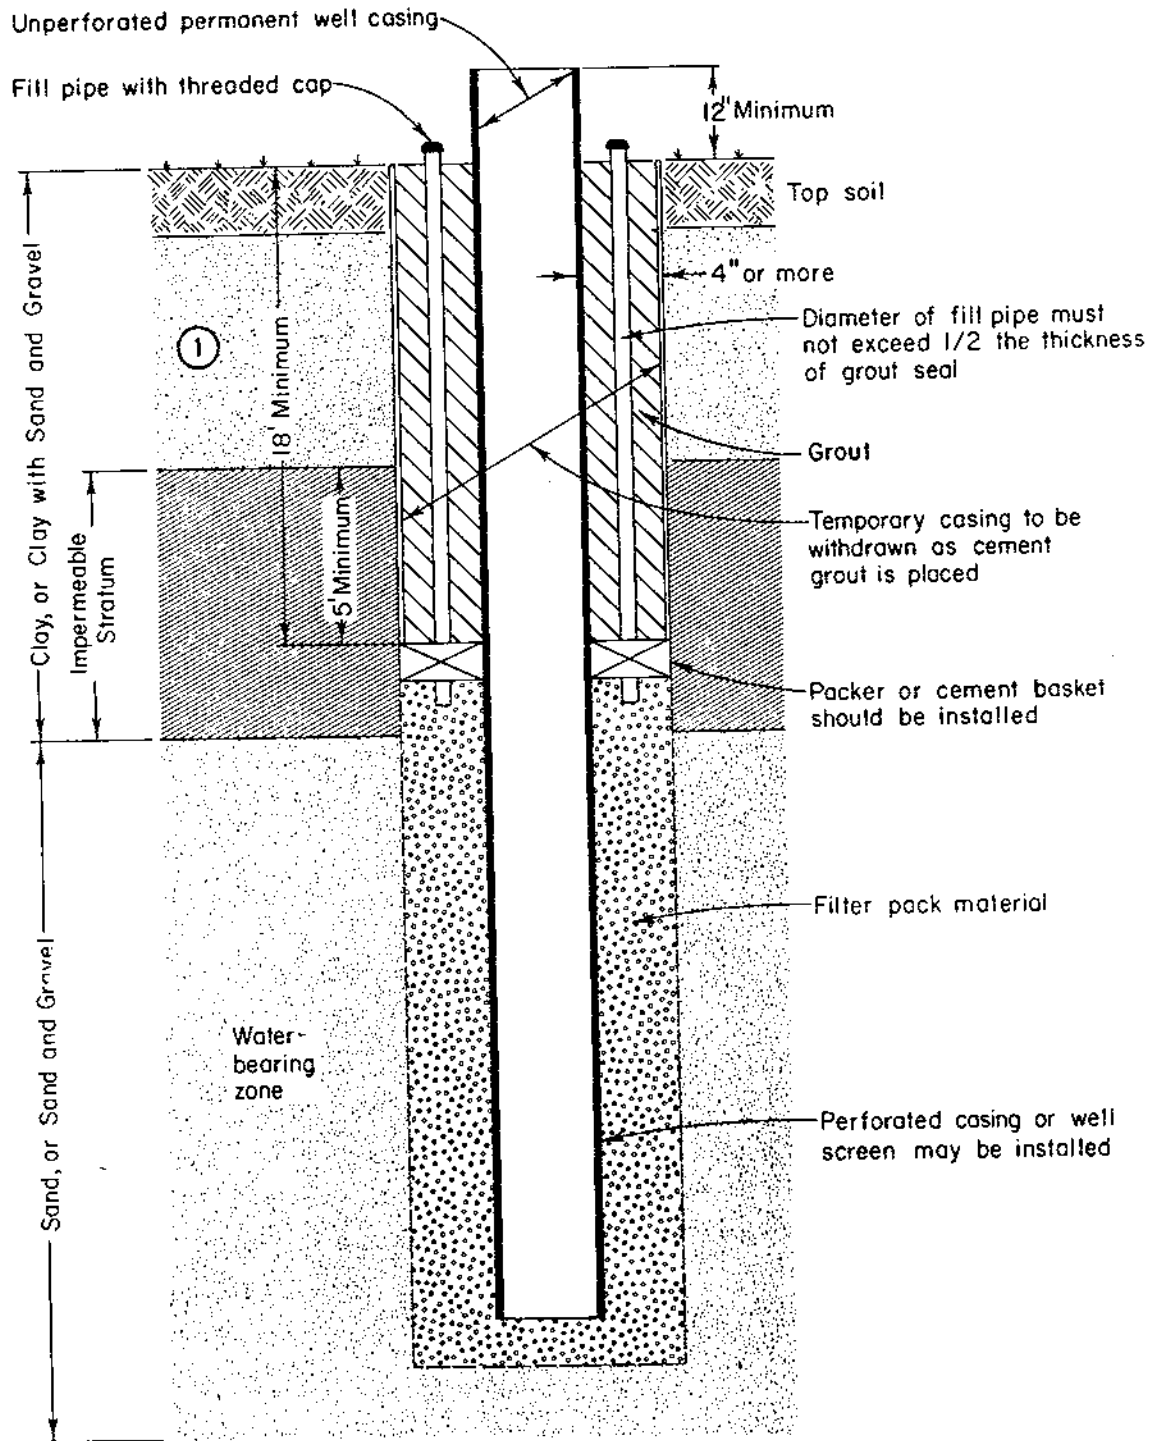 Unperforated permanent well casing
Fill pipe with threaded cap
12" Minimum
Top soil
4" or more
Diameter of fill pipe must
not exceed 1/2 the thickness
of grout seal
Grout
Temporary casing to be
withdrawn as cement
grout is placed
Packer or cement basket
should be installed
Filter pack material
Perforated casing or well
screen may be installed
Clay, or Clay with Sand and Gravel
1
18' Minimum
5' Minimum
Impermeable
Stratum
Sand, or Sand and Gravel
Water-
bearing
zone